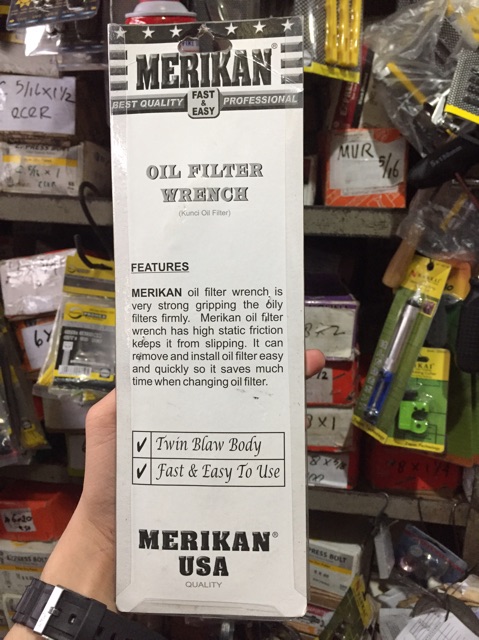 MERIKAN®
BEST QUALITY FAST & EASY PROFESSIONAL
OIL FILTER
WRENCH
(Kunci Oil Filter)
FEATURES
MERIKAN oil filter wrench is
very strong gripping the oily
filters firmly. Merikan oil filter
wrench has high static friction
keeps it from slipping. It can
remove and install oil filter easy
and quickly so it saves much
time when changing oil filter.
✓ Twin Blaw Body
✓ Fast & Easy To Use
MERIKAN®
USA
QUALITY
5/16x1½
ecer
5/16 x 1
MUR 5/16